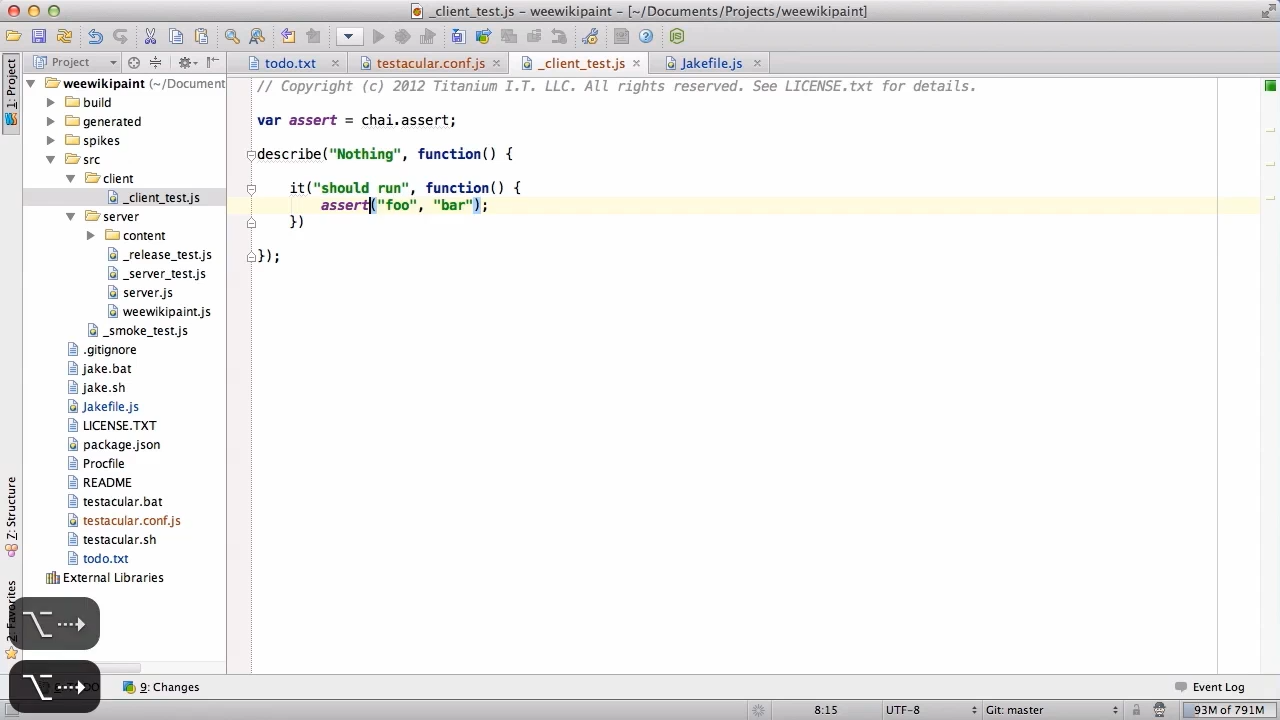 _client_test.js - weewikipaint - [~/Documents/Projects/weewikipaint]
1: Project
Project
todo.txt
testacular.conf.js
_client_test.js
Jakefile.js
weewikipaint (~/Document
build
generated
spikes
src
client
_client_test.js
server
content
_release_test.js
_server_test.js
server.js
weewikipaint.js
_smoke_test.js
.gitignore
jake.bat
jake.sh
Jakefile.js
LICENSE.TXT
package.json
Procfile
README
testacular.bat
testacular.conf.js
testacular.sh
todo.txt
External Libraries
// Copyright (c) 2012 Titanium I.T. LLC. All rights reserved. See LICENSE.txt for details.
var assert = chai.assert;
describe("Nothing", function() {
it("should run", function() {
assert("foo", "bar");
})
});
Z: Structure
2: Favorites
9: Changes
Event Log
8:15
UTF-8
Git: master
93M of 791M